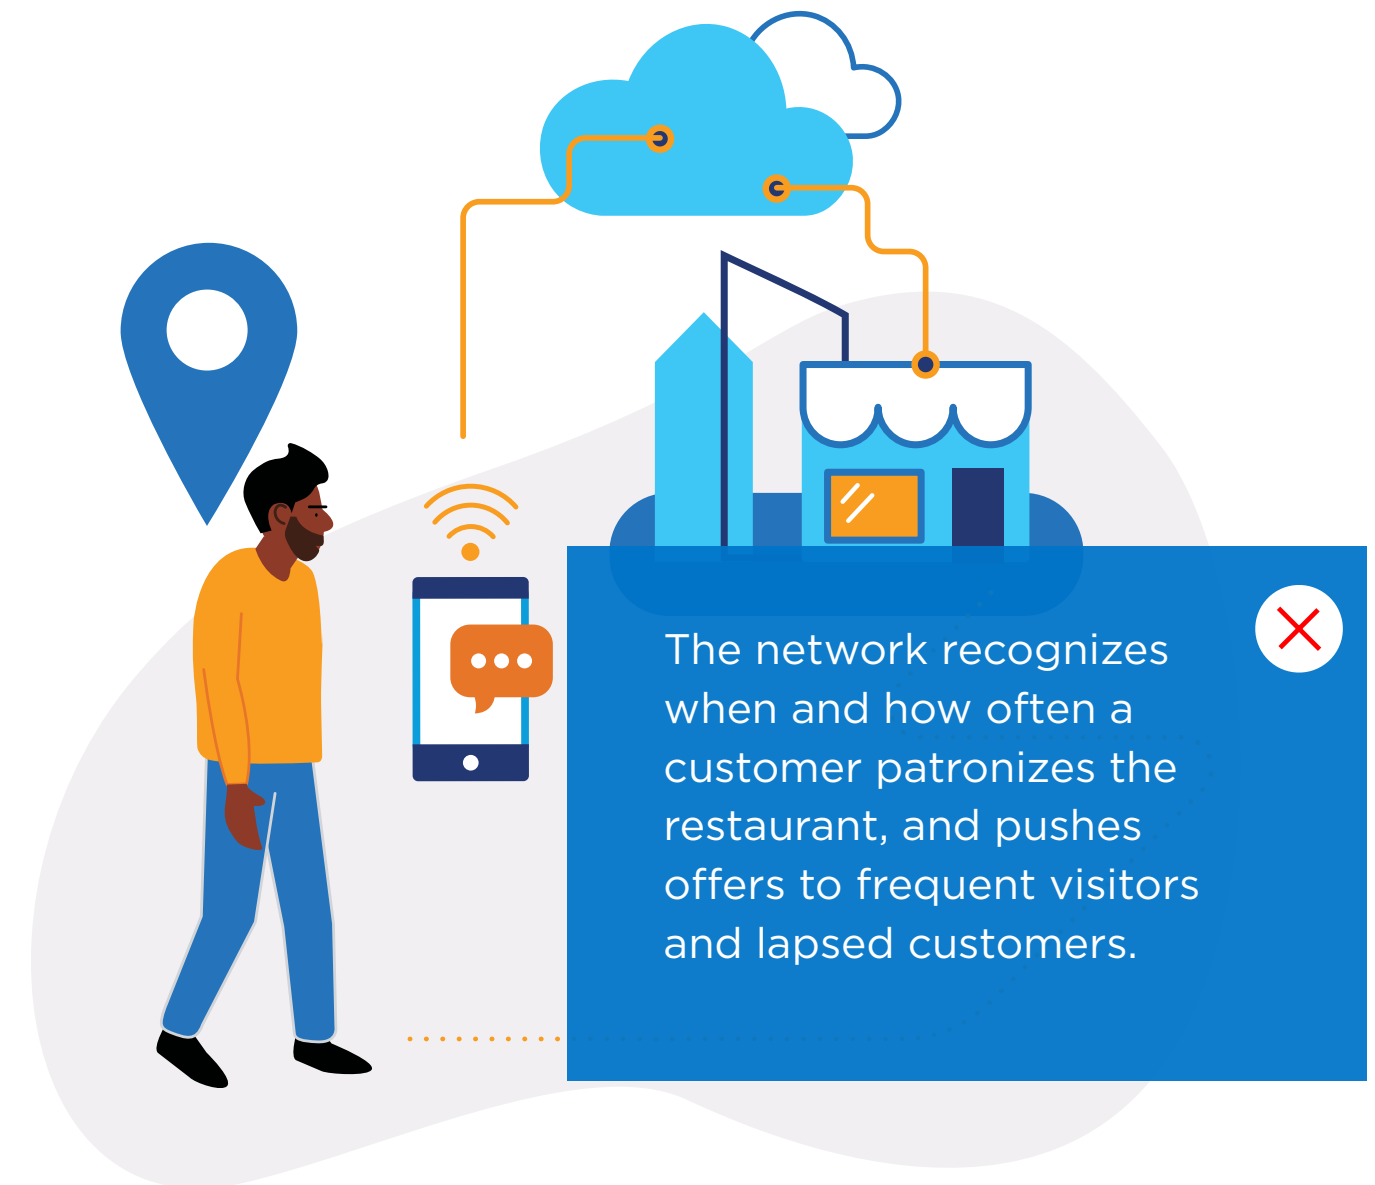 The network recognizes
when and how often a
customer patronizes the
restaurant, and pushes
offers to frequent visitors
and lapsed customers.